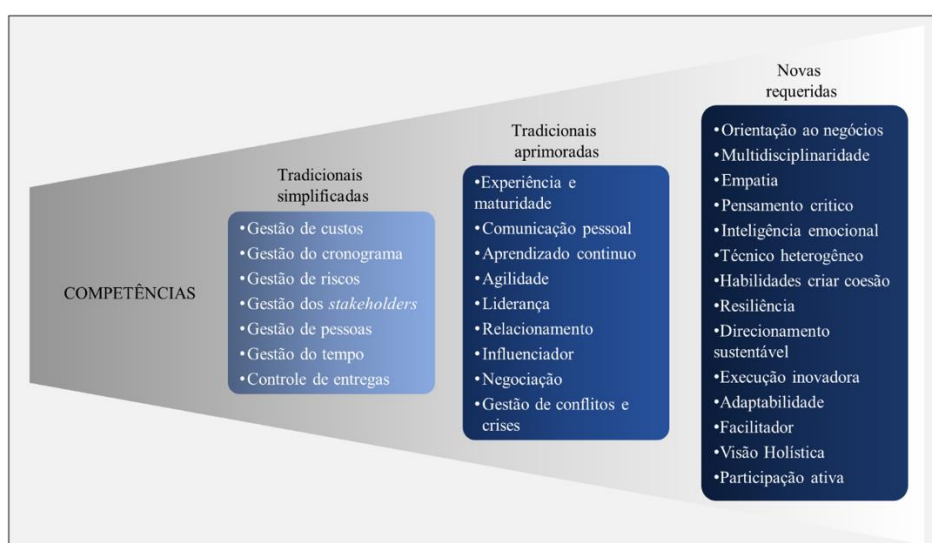 COMPETÊNCIAS
Tradicionais
simplificadas
•Gestão de custos
•Gestão do cronograma
•Gestão de riscos
•Gestão dos stakeholders
•Gestão de pessoas
•Gestão do tempo
•Controle de entregas
Tradicionais
aprimoradas
•Experiência e
maturidade
•Comunicação pessoal
•Aprendizado continuo
•Agilidade
•Liderança
•Relacionamento
•Influenciador
•Negociação
•Gestão de conflitos e
crises
Novas
requeridas
•Orientação ao negócios
•Multidisciplinaridade
•Empatia
•Pensamento critico
•Inteligência emocional
•Técnico heterogêneo
•Habilidades criar coesão
•Resiliência
•Direcionamento
sustentável
•Execução inovadora
•Adaptabilidade
•Facilitador
•Visão Holística
•Participação ativa